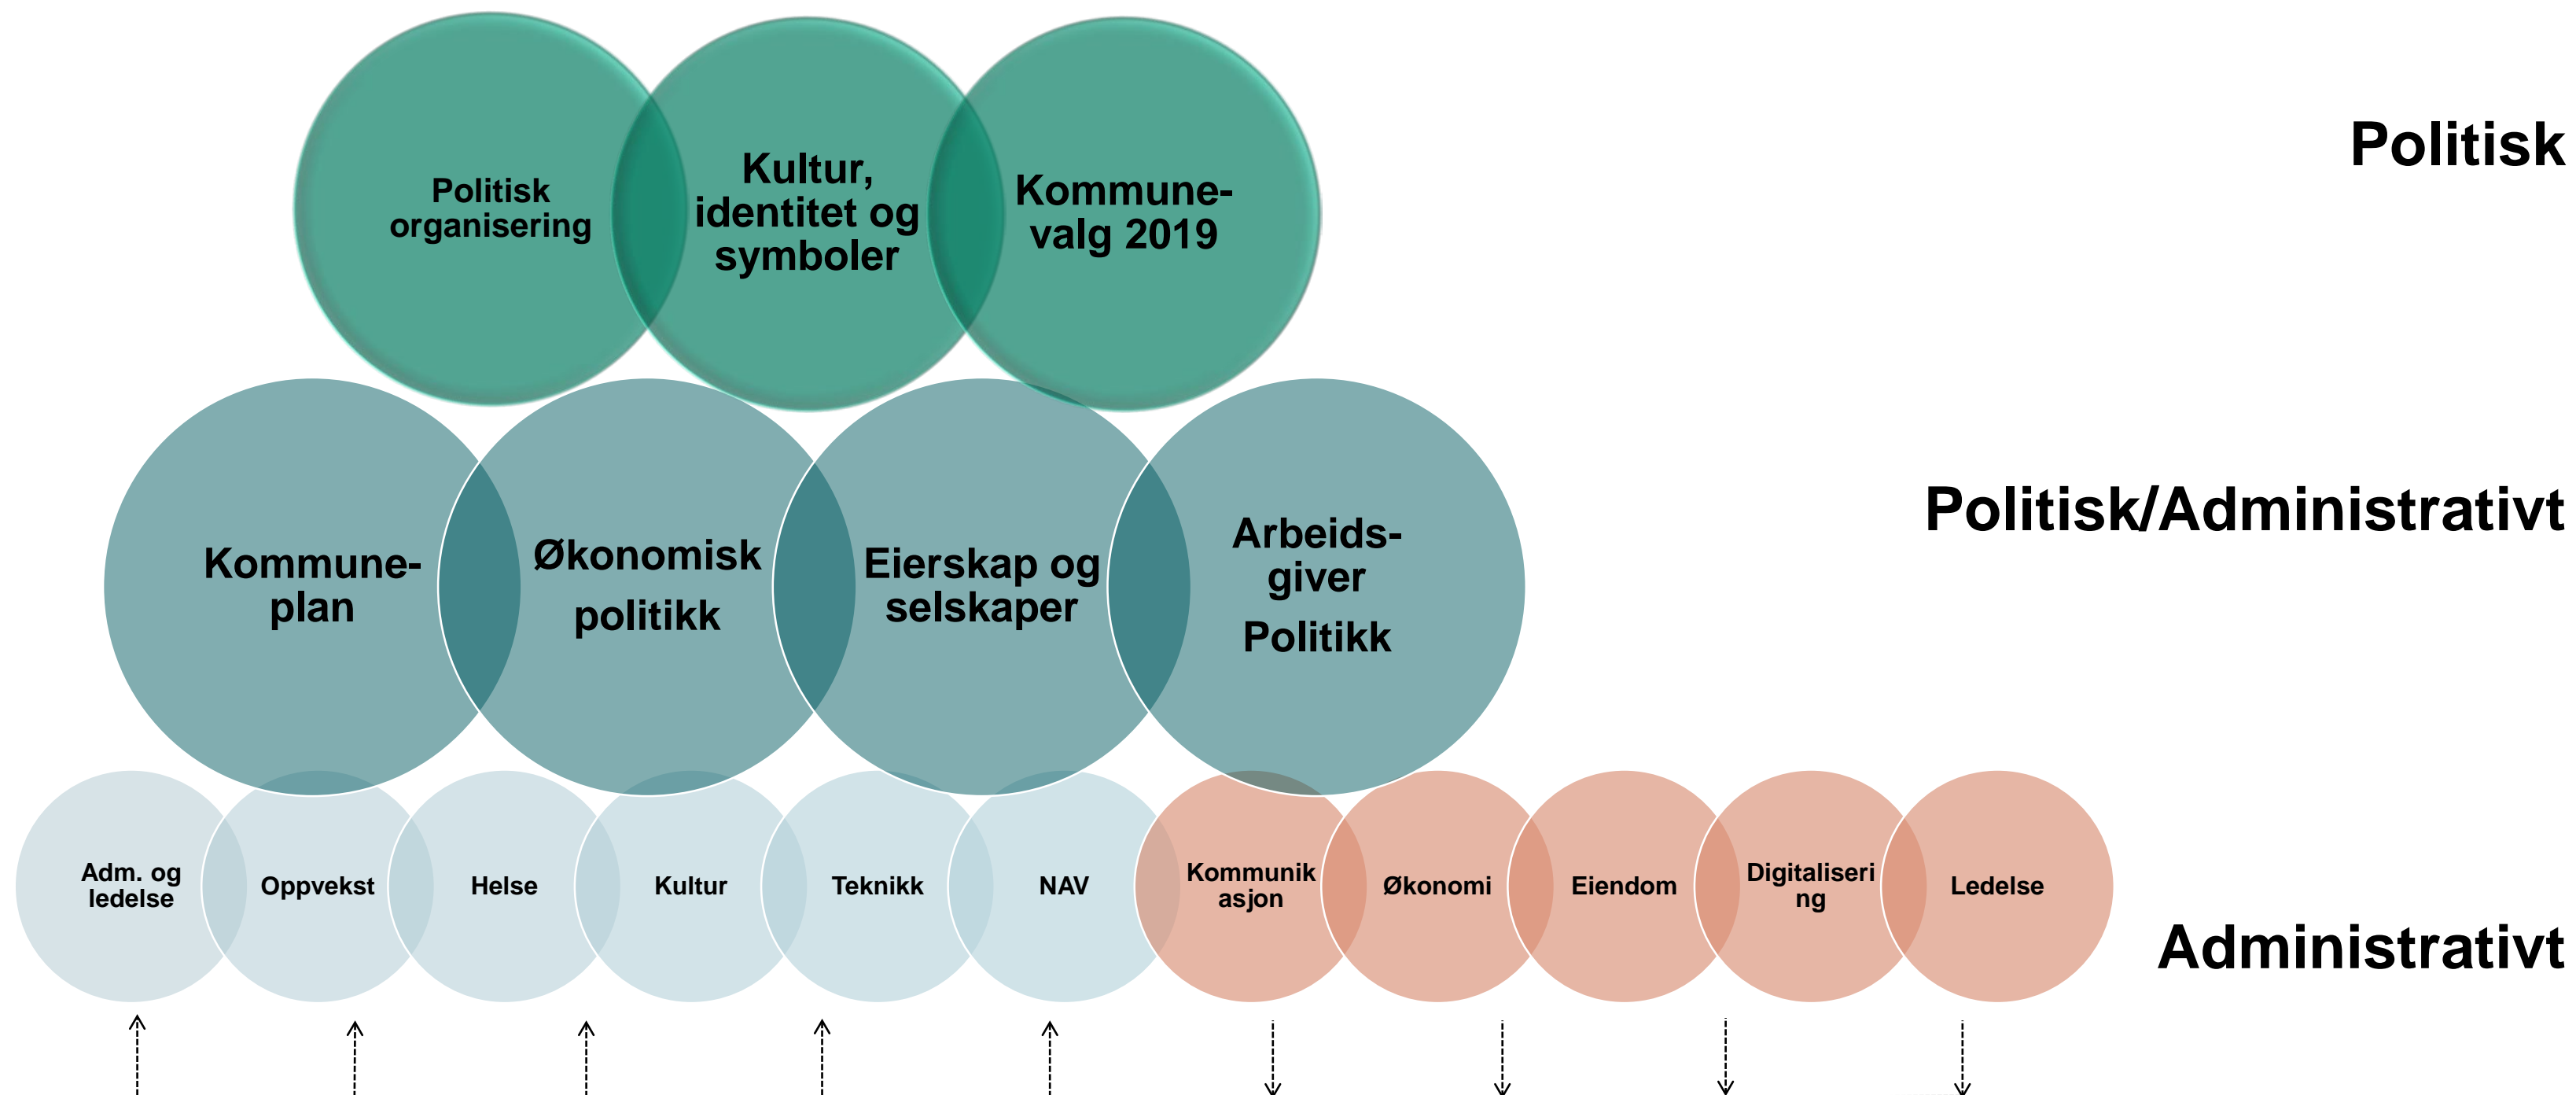 Politisk
organisering
Kultur,
identitet og
symboler
Kommune-
valg 2019
Politisk
Kommune-
plan
Økonomisk
politikk
Eierskap og
selskaper
Arbeids-
giver
Politikk
Politisk/Administrativt
Adm. og
ledelse
Oppvekst
Helse
Kultur
Teknikk
NAV
Kommunik
asjon
Økonomi
Eiendom
Digitaliseri
ng
Ledelse
Administrativt